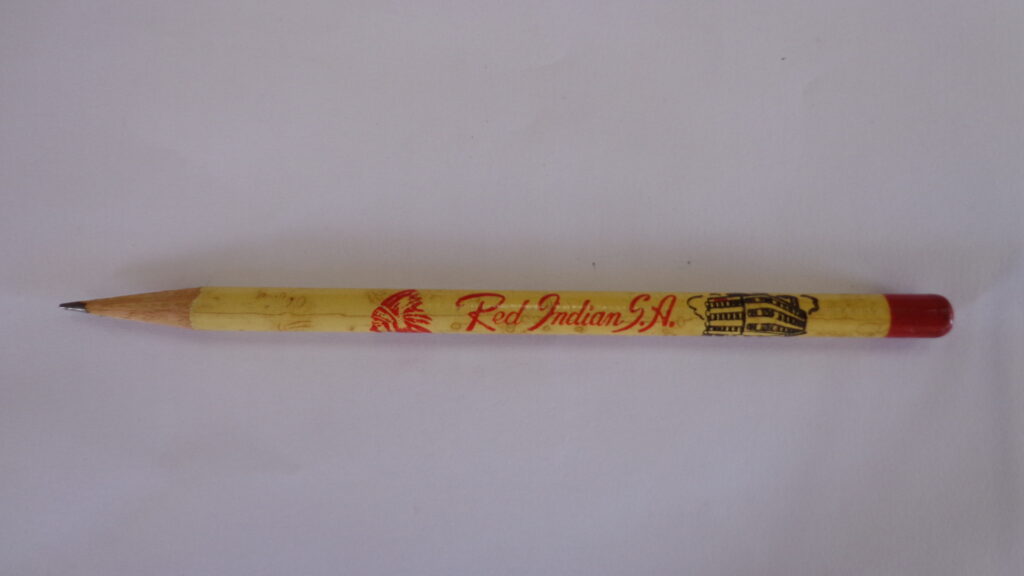 Red Indian S.A.